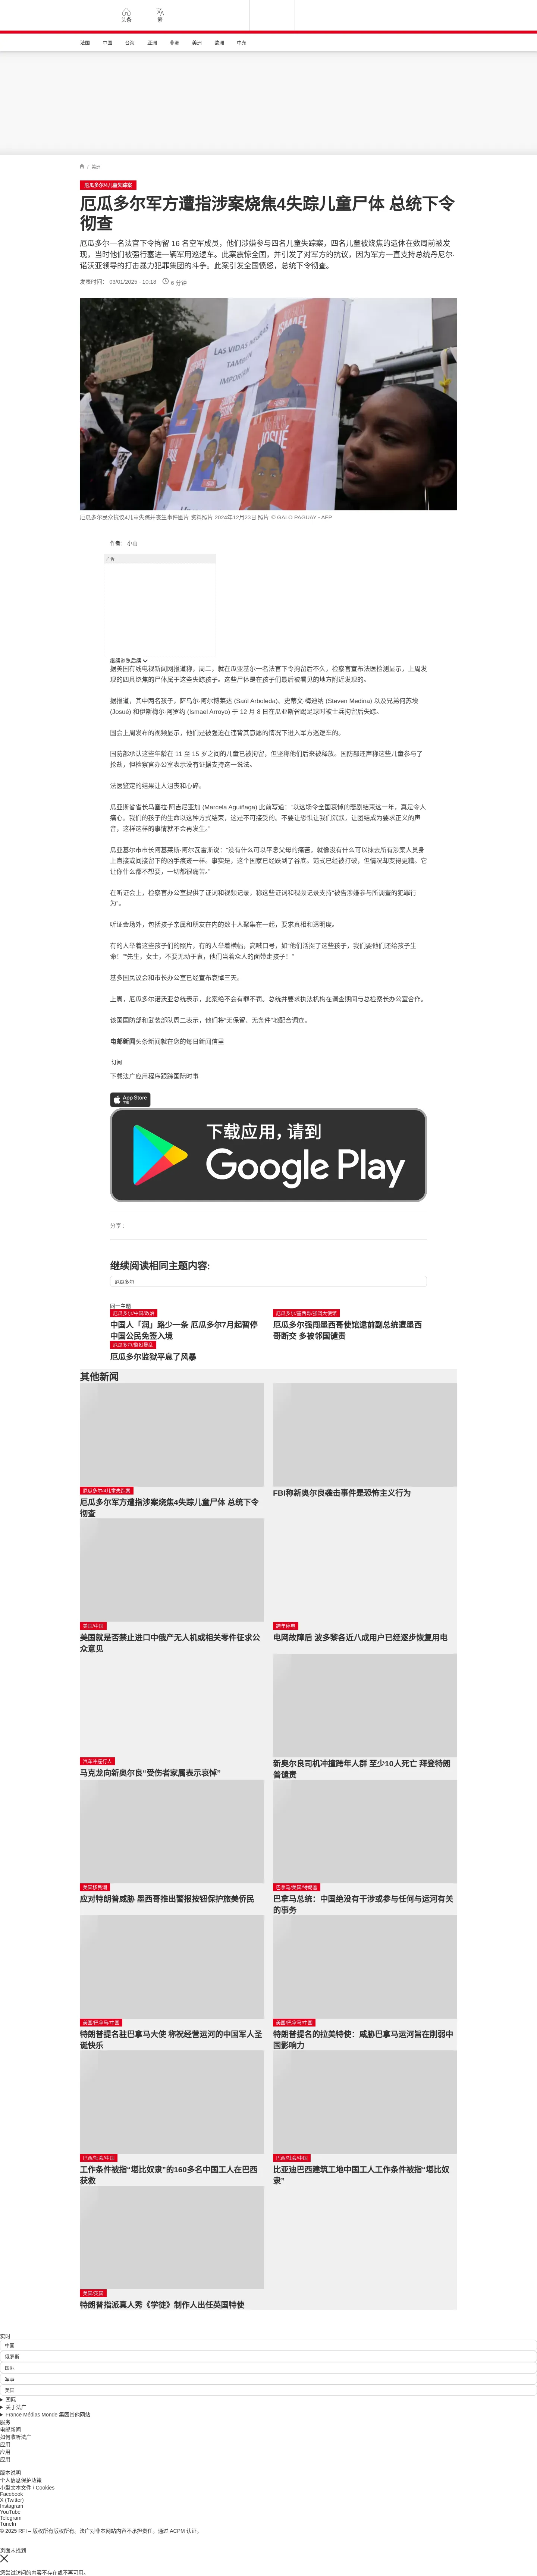 头条
繁
法国
中国
台海
亚洲
非洲
美洲
欧洲
中东
/ 美洲
厄瓜多尔/4儿童失踪案
厄瓜多尔军方遭指涉案烧焦4失踪儿童尸体 总统下令
彻查
厄瓜多尔一名法官下令拘留 16 名空军成员，他们涉嫌参与四名儿童失踪案，四名儿童被烧焦的遗体在数周前被发
现，当时他们被强行塞进一辆军用巡逻车。此案震惊全国，并引发了对军方的抗议，因为军方一直支持总统丹尼尔·
诺沃亚领导的打击暴力犯罪集团的斗争。此案引发全国愤怒，总统下令彻查。
发表时间： 03/01/2025 - 10:18
6 分钟
LAS VIDAS NEGRAS
IMPORTAN
JOSUÉ
厄瓜多尔民众抗议4儿童失踪并丧生事件图片 资料照片 2024年12月23日 照片 © GALO PAGUAY - AFP
作者： 小山
广告
继续浏览后续
据美国有线电视新闻网报道称，周二，就在瓜亚基尔一名法官下令拘留后不久，检察官宣布法医检测显示，上周发
现的四具烧焦的尸体属于这些失踪孩子。这些尸体是在孩子们最后被看见的地方附近发现的。
据报道，其中两名孩子，萨乌尔·阿尔博莱达 (Saúl Arboleda)、史蒂文·梅迪纳 (Steven Medina) 以及兄弟何苏埃
(Josué) 和伊斯梅尔·阿罗约 (Ismael Arroyo) 于 12 月 8 日在瓜亚斯省踢足球时被士兵拘留后失踪。
国会上周发布的视频显示，他们是被强迫在违背其意愿的情况下进入军方巡逻车的。
国防部承认这些年龄在 11 至 15 岁之间的儿童已被拘留，但坚称他们后来被释放。国防部还声称这些儿童参与了
抢劫，但检察官办公室表示没有证据支持这一说法。
法医鉴定的结果让人沮丧和心碎。
瓜亚斯省省长马塞拉·阿吉尼亚加 (Marcela Aguiñaga) 此前写道：“以这场令全国哀悼的悲剧结束这一年，真是令人
痛心。我们的孩子的生命以这种方式结束，这是不可接受的。不要让恐惧让我们沉默，让团结成为要求正义的声
音，这样这样的事情就不会再发生。”
瓜亚基尔市市长阿基莱斯·阿尔瓦雷斯说：“没有什么可以平息父母的痛苦，就像没有什么可以抹去所有涉案人员身
上直接或间接留下的凶手痕迹一样。事实是，这个国家已经跌到了谷底。范式已经被打破，但情况却变得更糟。它
让你什么都不想要，一切都很痛苦。”
在听证会上，检察官办公室提供了证词和视频记录，称这些证词和视频记录支持“被告涉嫌参与所调查的犯罪行
为”。
听证会场外，包括孩子亲属和朋友在内的数十人聚集在一起，要求真相和透明度。
有的人举着这些孩子们的照片，有的人举着横幅，高喊口号，如“他们活捉了这些孩子，我们要他们还给孩子生
命！”“先生，女士，不要无动于衷，他们当着众人的面带走孩子！”
基多国民议会和市长办公室已经宣布哀悼三天。
上周，厄瓜多尔诺沃亚总统表示，此案绝不会有罪不罚。总统并要求执法机构在调查期间与总检察长办公室合作。
该国国防部和武装部队周二表示，他们将“无保留、无条件”地配合调查。
电邮新闻头条新闻就在您的每日新闻信里
订阅
下载法广应用程序跟踪国际时事
App Store
下载
下载应用，请到
Google Play
分享 :
继续阅读相同主题内容:
厄瓜多尔
同一主题
厄瓜多尔/中国/政治
中国人「润」路少一条 厄瓜多尔7月起暂停
中国公民免签入境
厄瓜多尔/墨西哥/强闯大使馆
厄瓜多尔强闯墨西哥使馆逮前副总统遭墨西
哥断交 多被邻国谴责
厄瓜多尔/监狱暴乱
厄瓜多尔监狱平息了风暴
其他新闻
厄瓜多尔/4儿童失踪案
厄瓜多尔军方遭指涉案烧焦4失踪儿童尸体 总统下令
彻查
FBI称新奥尔良袭击事件是恐怖主义行为
美国/中国
美国就是否禁止进口中俄产无人机或相关零件征求公
众意见
跨年停电
电网故障后 波多黎各近八成用户已经逐步恢复用电
汽车冲撞行人
马克龙向新奥尔良“受伤者家属表示哀悼”
新奥尔良司机冲撞跨年人群 至少10人死亡 拜登特朗
普谴责
美国移民潮
应对特朗普威胁 墨西哥推出警报按钮保护旅美侨民
巴拿马/美国/特朗普
巴拿马总统：中国绝没有干涉或参与任何与运河有关
的事务
美国/巴拿马/中国
特朗普提名驻巴拿马大使 称祝经营运河的中国军人圣
诞快乐
美国/巴拿马/中国
特朗普提名的拉美特使：威胁巴拿马运河旨在削弱中
国影响力
巴西/社会/中国
工作条件被指“堪比奴隶”的160多名中国工人在巴西
获救
巴西/社会/中国
比亚迪巴西建筑工地中国工人工作条件被指“堪比奴
隶”
美国/英国
特朗普指派真人秀《学徒》制作人出任英国特使
实时
中国
俄罗斯
国际
军事
美国
国际
关于法广
France Médias Monde 集团其他网站
服务
电邮新闻
如何收听法广
应用
应用
应用
版本说明
个人信息保护政策
小型文本文件 / Cookies
Facebook
X (Twitter)
Instagram
YouTube
Telegram
TuneIn
© 2025 RFI – 版权所有版权所有。法广对非本网站内容不承担责任。通过 ACPM 认证。
页面未找到
您尝试访问的内容不存在或不再可用。